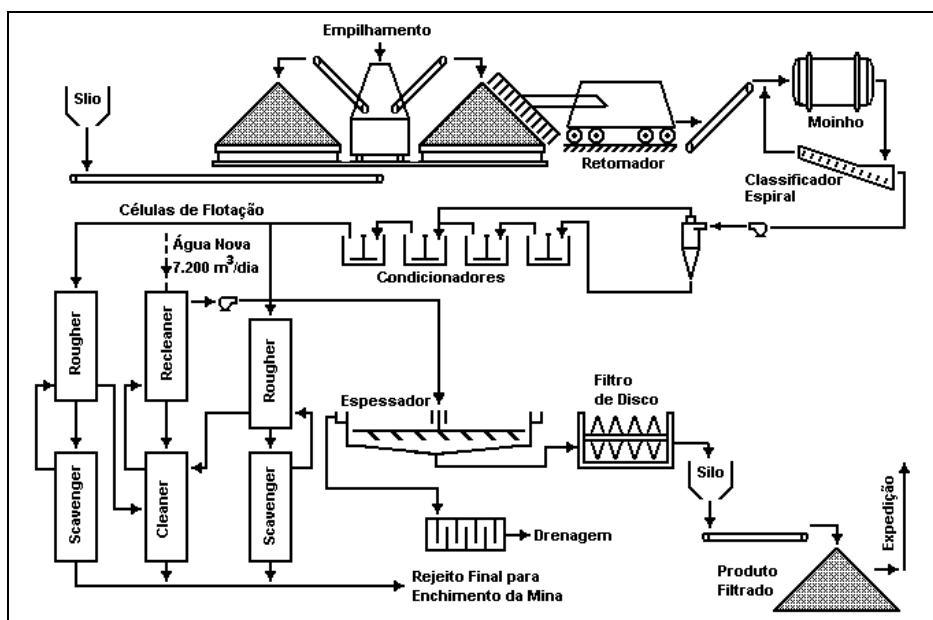 Empilhamento
Slio
Moinho
Retornador
Classificador
Espiral
Células de Flotação
Água Nova
7.200 m³/dia
Condicionadores
Rougher
Recleaner
Rougher
Espessador
Filtro
de Disco
Silo
Scavenger
Cleaner
Scavenger
Drenagem
Expedição
Rejeito Final para
Enchimento da Mina
Produto
Filtrado